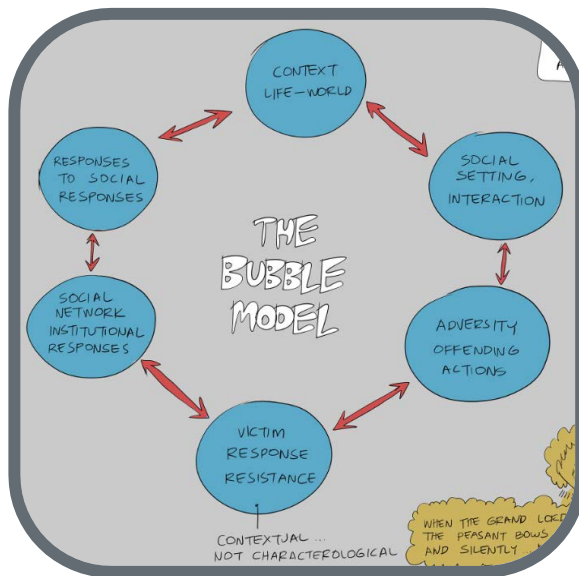 CONTEXT
LIFE-WORLD
SOCIAL
SETTING,
INTERACTION
ADVERSITY
OFFENDING
ACTIONS
VICTIM
RESPONSE
RESISTANCE
CONTEXTUAL ...
NOT CHARACTEROLOGICAL
SOCIAL
NETWORK
INSTITUTIONAL
RESPONSES
RESPONSES
TO SOCIAL
RESPONSES
THE
BUBBLE
MODEL
WHEN THE GRAND LORD
THE PEASANT BOWS
AND SILENTLY ...